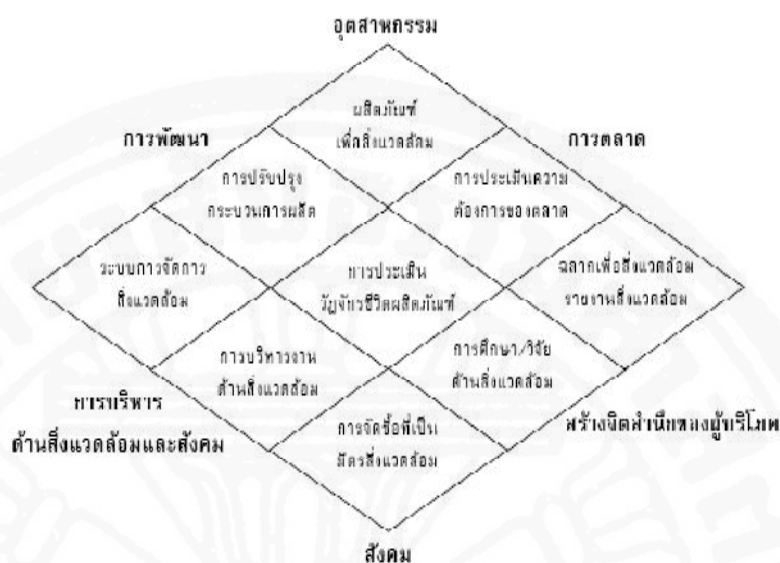 อุตสาหกรรม
ผลิตภัณฑ์
เพื่อสิ่งแวดล้อม
การพัฒนา
การตลาด
การปรับปรุง
กระบวนการผลิต
การประเมินความ
ต้องการของตลาด
ระบบการจัดการ
สิ่งแวดล้อม
การประเมิน
วัฎจักรชีวิตผลิตภัณฑ์
ฉลากเพื่อสิ่งแวดล้อม
รายงานสิ่งแวดล้อม
การบริหารงาน
ด้านสิ่งแวดล้อม
การศึกษา/วิจัย
ด้านสิ่งแวดล้อม
การบริหาร
ด้านสิ่งแวดล้อมและสังคม
การจัดซื้อที่เป็น
มิตรสิ่งแวดล้อม
สร้างจิตสำนึกของผู้บริโภค
สังคม